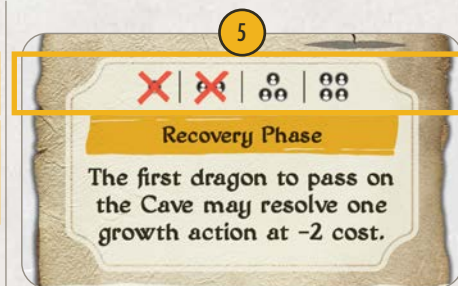 5
Recovery Phase
The first dragon to pass on
the Cave may resolve one
growth action at -2 cost.